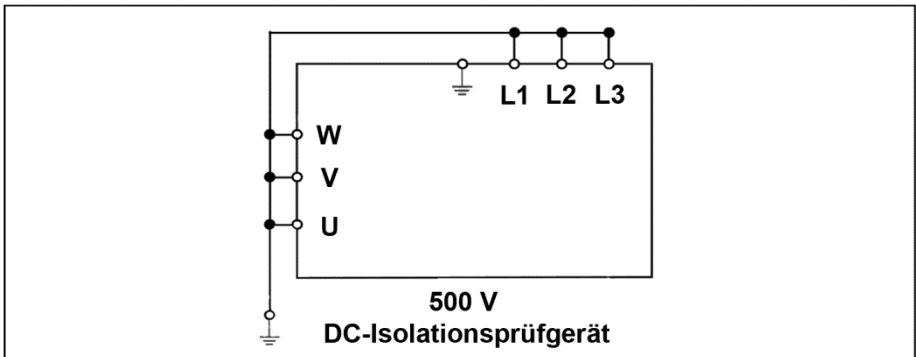 L1 L2 L3
W
V
U
500 V
DC-Isolationsprüfgerät